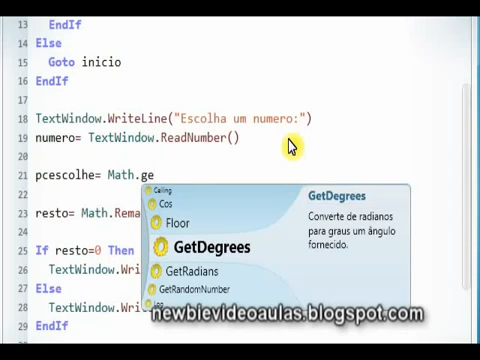 13 EndIf
14 Else
15 Goto inicio
16 EndIf
17
18 TextWindow.WriteLine("Escolha um numero:")
19 numero= TextWindow.ReadNumber()
20
21 pcescolhe= Math.ge
22
23 resto= Math.Rema
24
25 If resto=0 Then
26 TextWindow.Wri
27 Else
28 TextWindow.Wri
29 EndIf
Ceiling
Cos
Floor
GetDegrees
GetRadians
GetRandomNumber
Log
GetDegrees
Converte de radianos
para graus um ângulo
fornecido.
newbievideoaulas.blogspot.com